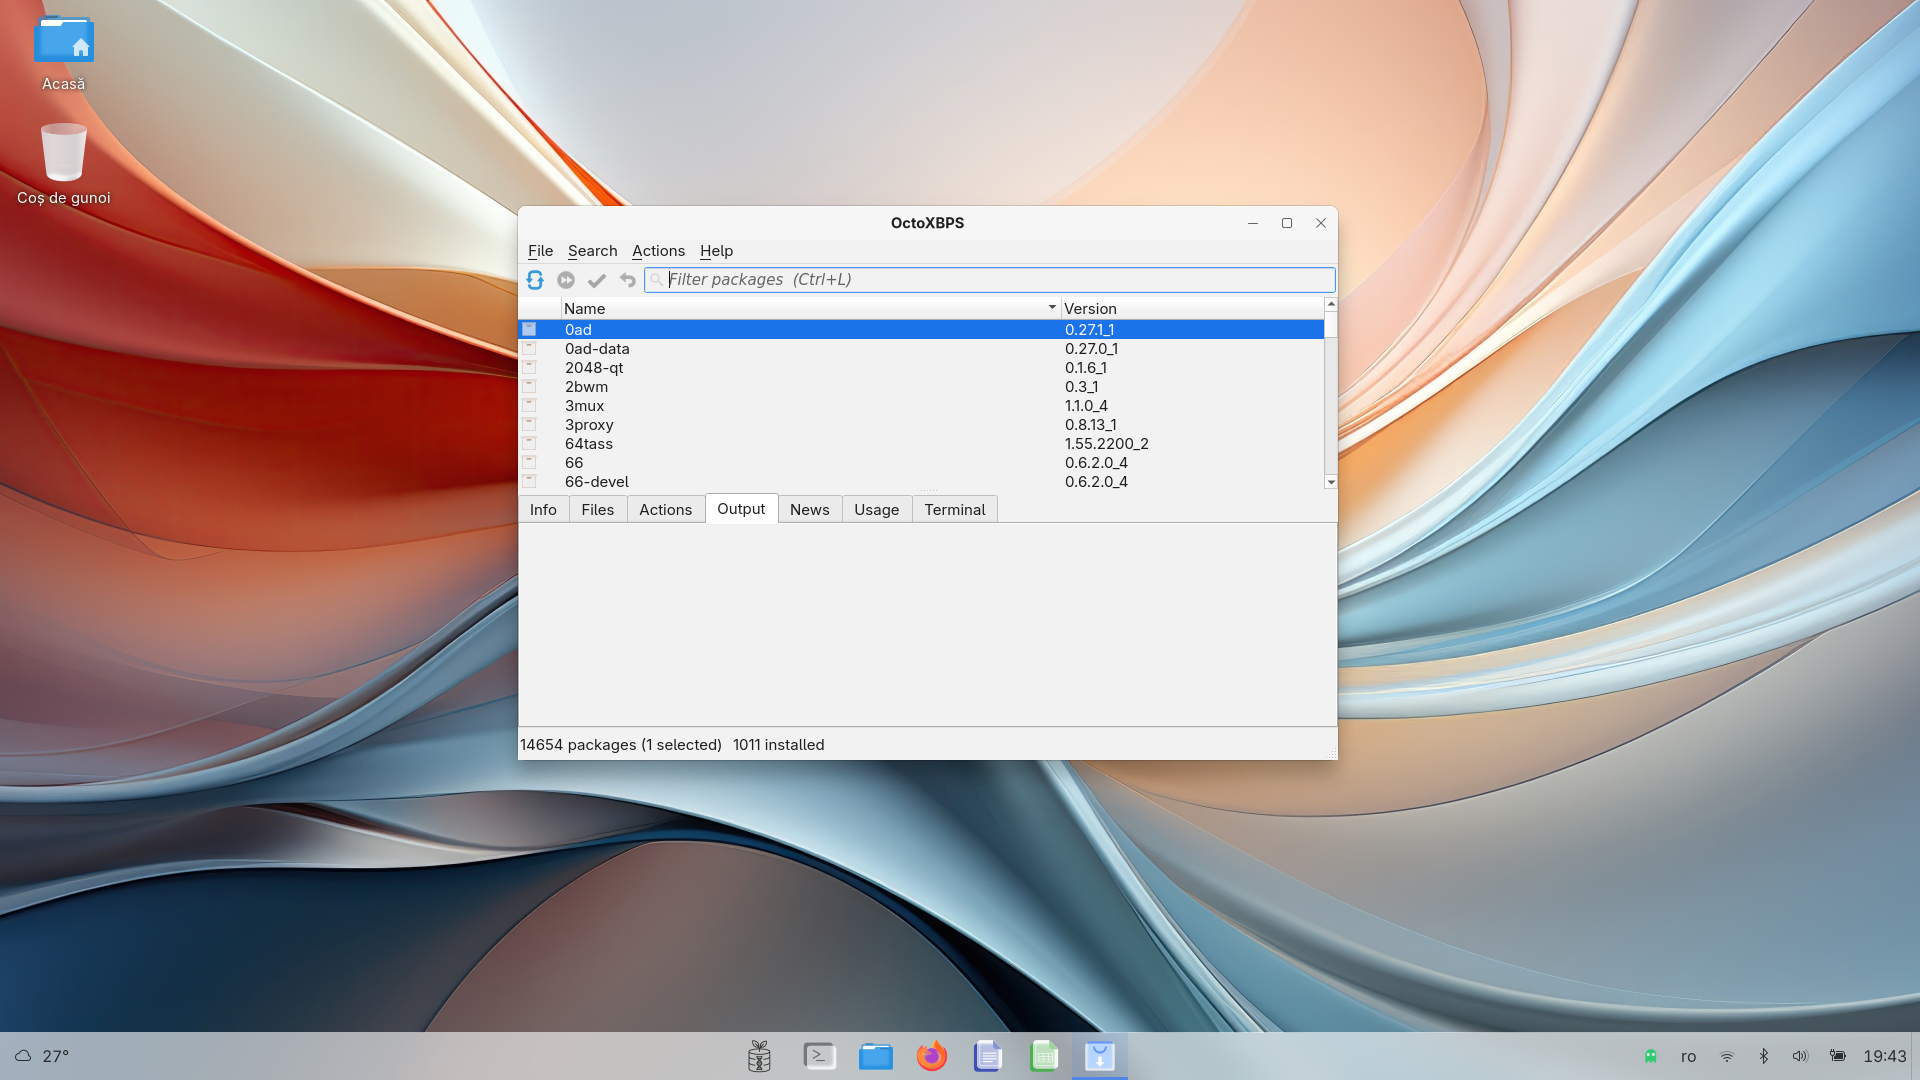 Acasă
Coș de gunoi
OctoXBPS
File Search Actions Help
Filter packages (Ctrl+L)
Name Version
0ad 0.27.1_1
0ad-data 0.27.0_1
2048-qt 0.1.6_1
2bwm 0.3_1
3mux 1.1.0_4
3proxy 0.8.13_1
64tass 1.55.2200_2
66 0.6.2.0_4
66-devel 0.6.2.0_4
Info Files Actions Output News Usage Terminal
14654 packages (1 selected) 1011 installed
27° ro 19:43